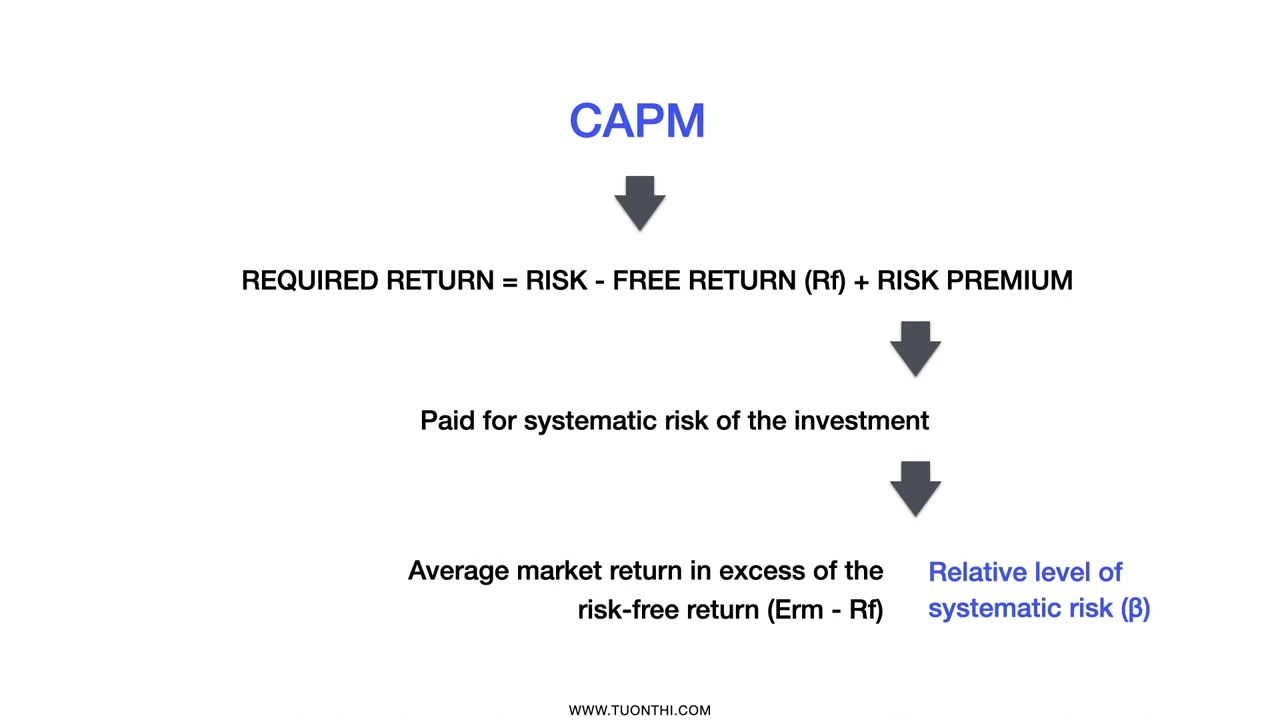 CAPM
REQUIRED RETURN = RISK - FREE RETURN (Rf) + RISK PREMIUM
Paid for systematic risk of the investment
Average market return in excess of the
risk-free return (Erm - Rf)
Relative level of
systematic risk (β)
WWW.TUONTHI.COM